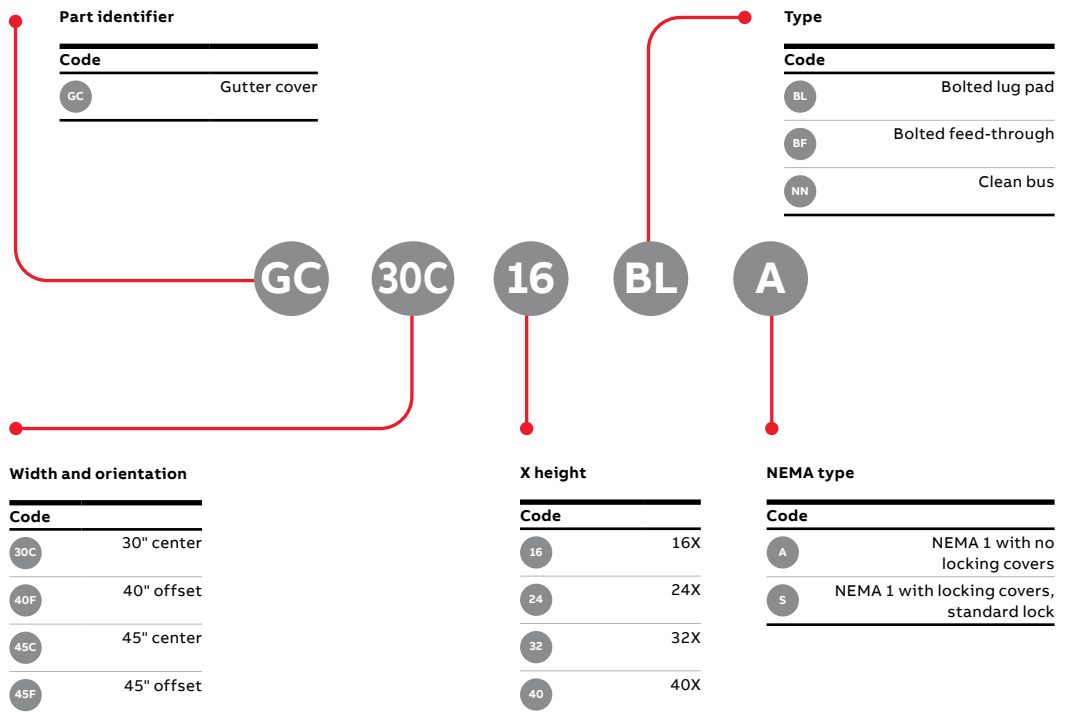 Part identifier
Code
GC Gutter cover
Type
Code
BL Bolted lug pad
BF Bolted feed-through
NN Clean bus
GC 30C 16 BL A
Width and orientation
Code
30C 30" center
40F 40" offset
45C 45" center
45F 45" offset
X height
Code
16 16X
24 24X
32 32X
40 40X
NEMA type
Code
A NEMA 1 with no
locking covers
S NEMA 1 with locking covers,
standard lock